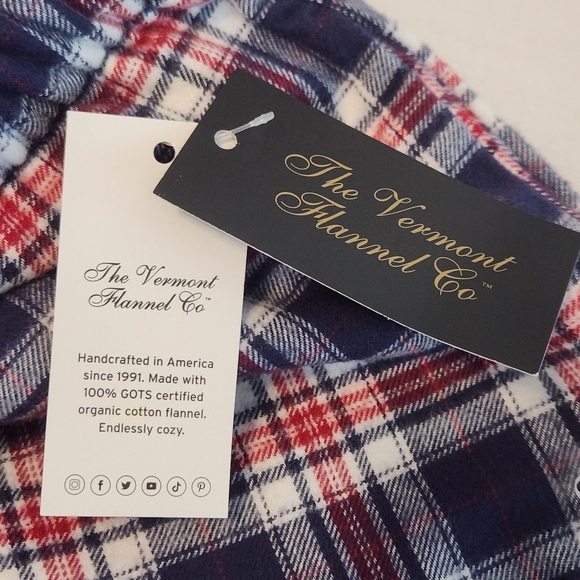 The Vermont
Flannel Co™
The Vermont
Flannel Co™
Handcrafted in America
since 1991. Made with
100% GOTS certified
organic cotton flannel.
Endlessly cozy.